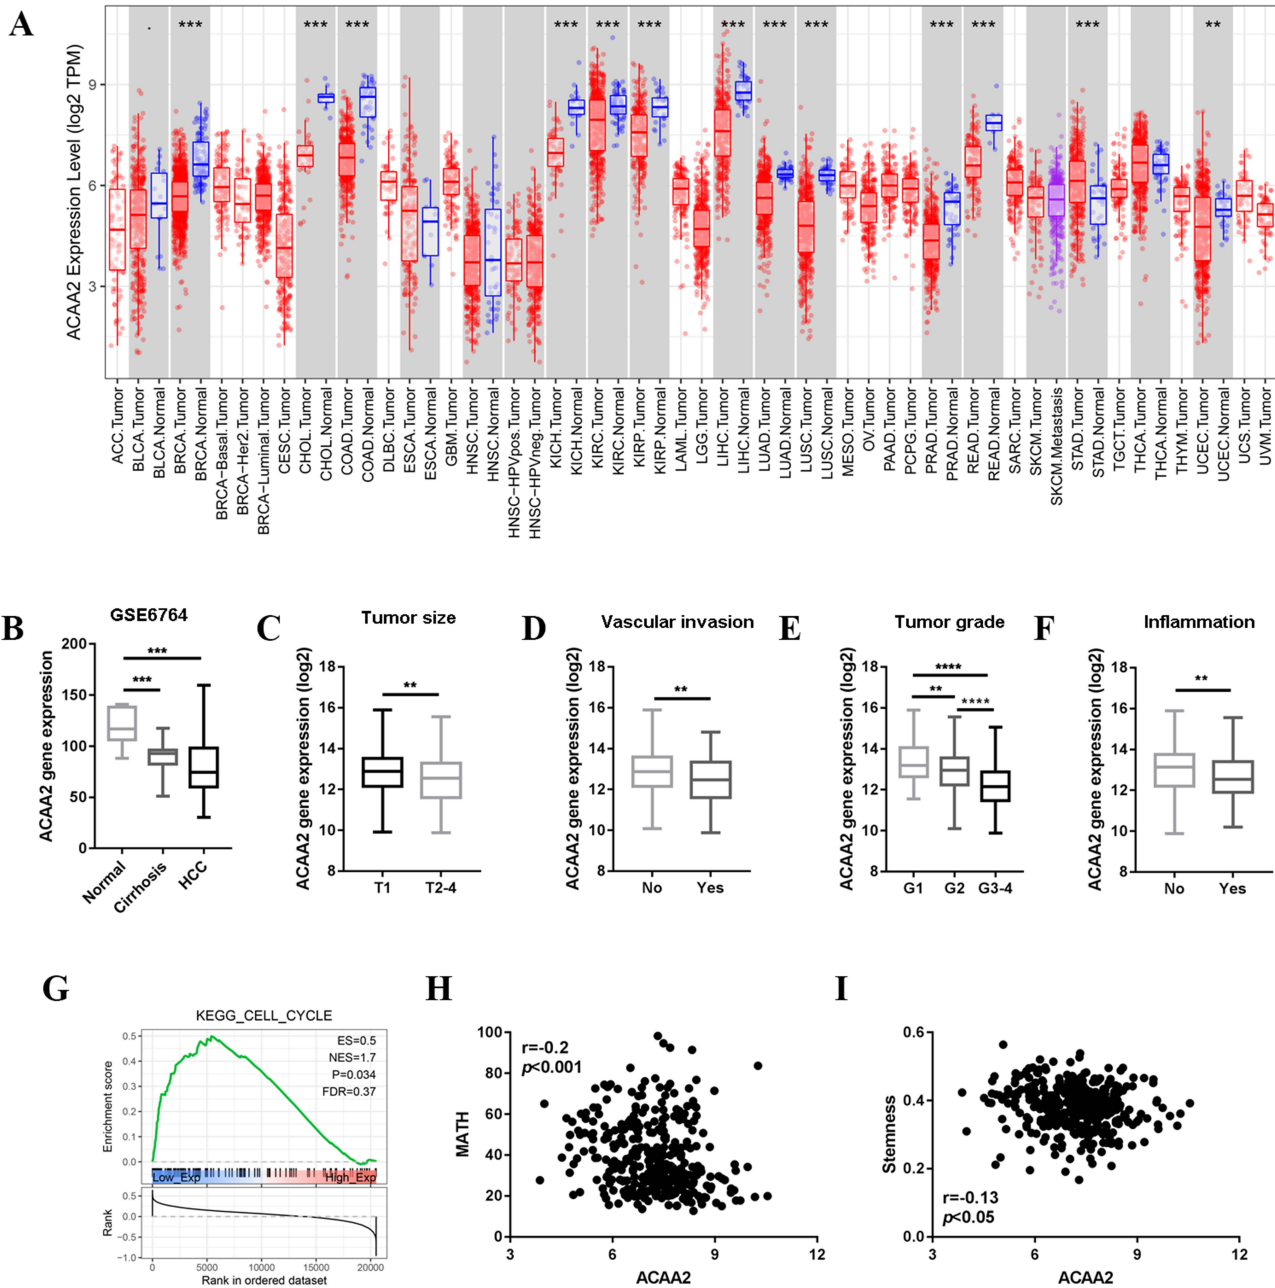 A
.
***
***
***
***
***
***
***
***
***
***
***
***
**
ACAA2 Expression Level (log2 TPM)
9
6
3
ACC.Tumor
BLCA.Tumor
BLCA.Normal
BRCA.Tumor
BRCA.Normal
BRCA-Basal.Tumor
BRCA-Her2.Tumor
BRCA-Luminal.Tumor
CESC.Tumor
CHOL.Tumor
CHOL.Normal
COAD.Tumor
COAD.Normal
DLBC.Tumor
ESCA.Tumor
ESCA.Normal
GBM.Tumor
HNSC.Tumor
HNSC.Normal
HNSC-HPVpos.Tumor
HNSC-HPVneg.Tumor
KICH.Tumor
KICH.Normal
KIRC.Tumor
KIRC.Normal
KIRP.Tumor
KIRP.Normal
LAML.Tumor
LGG.Tumor
LIHC.Tumor
LIHC.Normal
LUAD.Tumor
LUAD.Normal
LUSC.Tumor
LUSC.Normal
MESO.Tumor
OV.Tumor
PAAD.Tumor
PCPG.Tumor
PRAD.Tumor
PRAD.Normal
READ.Tumor
READ.Normal
SARC.Tumor
SKCM.Tumor
SKCM.Metastasis
STAD.Tumor
STAD.Normal
TGCT.Tumor
THCA.Tumor
THCA.Normal
THYM.Tumor
UCEC.Tumor
UCEC.Normal
UCS.Tumor
UVM.Tumor
B
GSE6764
ACAA2 gene expression
200
150
100
50
0
***
***
Normal
Cirrhosis
HCC
C
Tumor size
ACAA2 gene expression (log2)
18
16
14
12
10
8
**
T1
T2-4
D
Vascular invasion
ACAA2 gene expression (log2)
18
16
14
12
10
8
**
No
Yes
E
Tumor grade
ACAA2 gene expression (log2)
18
16
14
12
10
8
****
**
****
G1
G2
G3-4
F
Inflammation
ACAA2 gene expression (log2)
18
16
14
12
10
8
**
No
Yes
G
KEGG_CELL_CYCLE
Enrichment score
0.5
0.4
0.3
0.2
0.1
0.0
ES=0.5
NES=1.7
P=0.034
FDR=0.37
Low_Exp
High_Exp
Rank
0.5
0.0
-0.5
-1.0
0
5000
10000
15000
20000
Rank in ordered dataset
H
MATH
100
80
60
40
20
0
r=-0.2
p<0.001
3
6
9
12
ACAA2
I
Stemness
0.6
0.4
0.2
0.0
r=-0.13
p<0.05
3
6
9
12
ACAA2